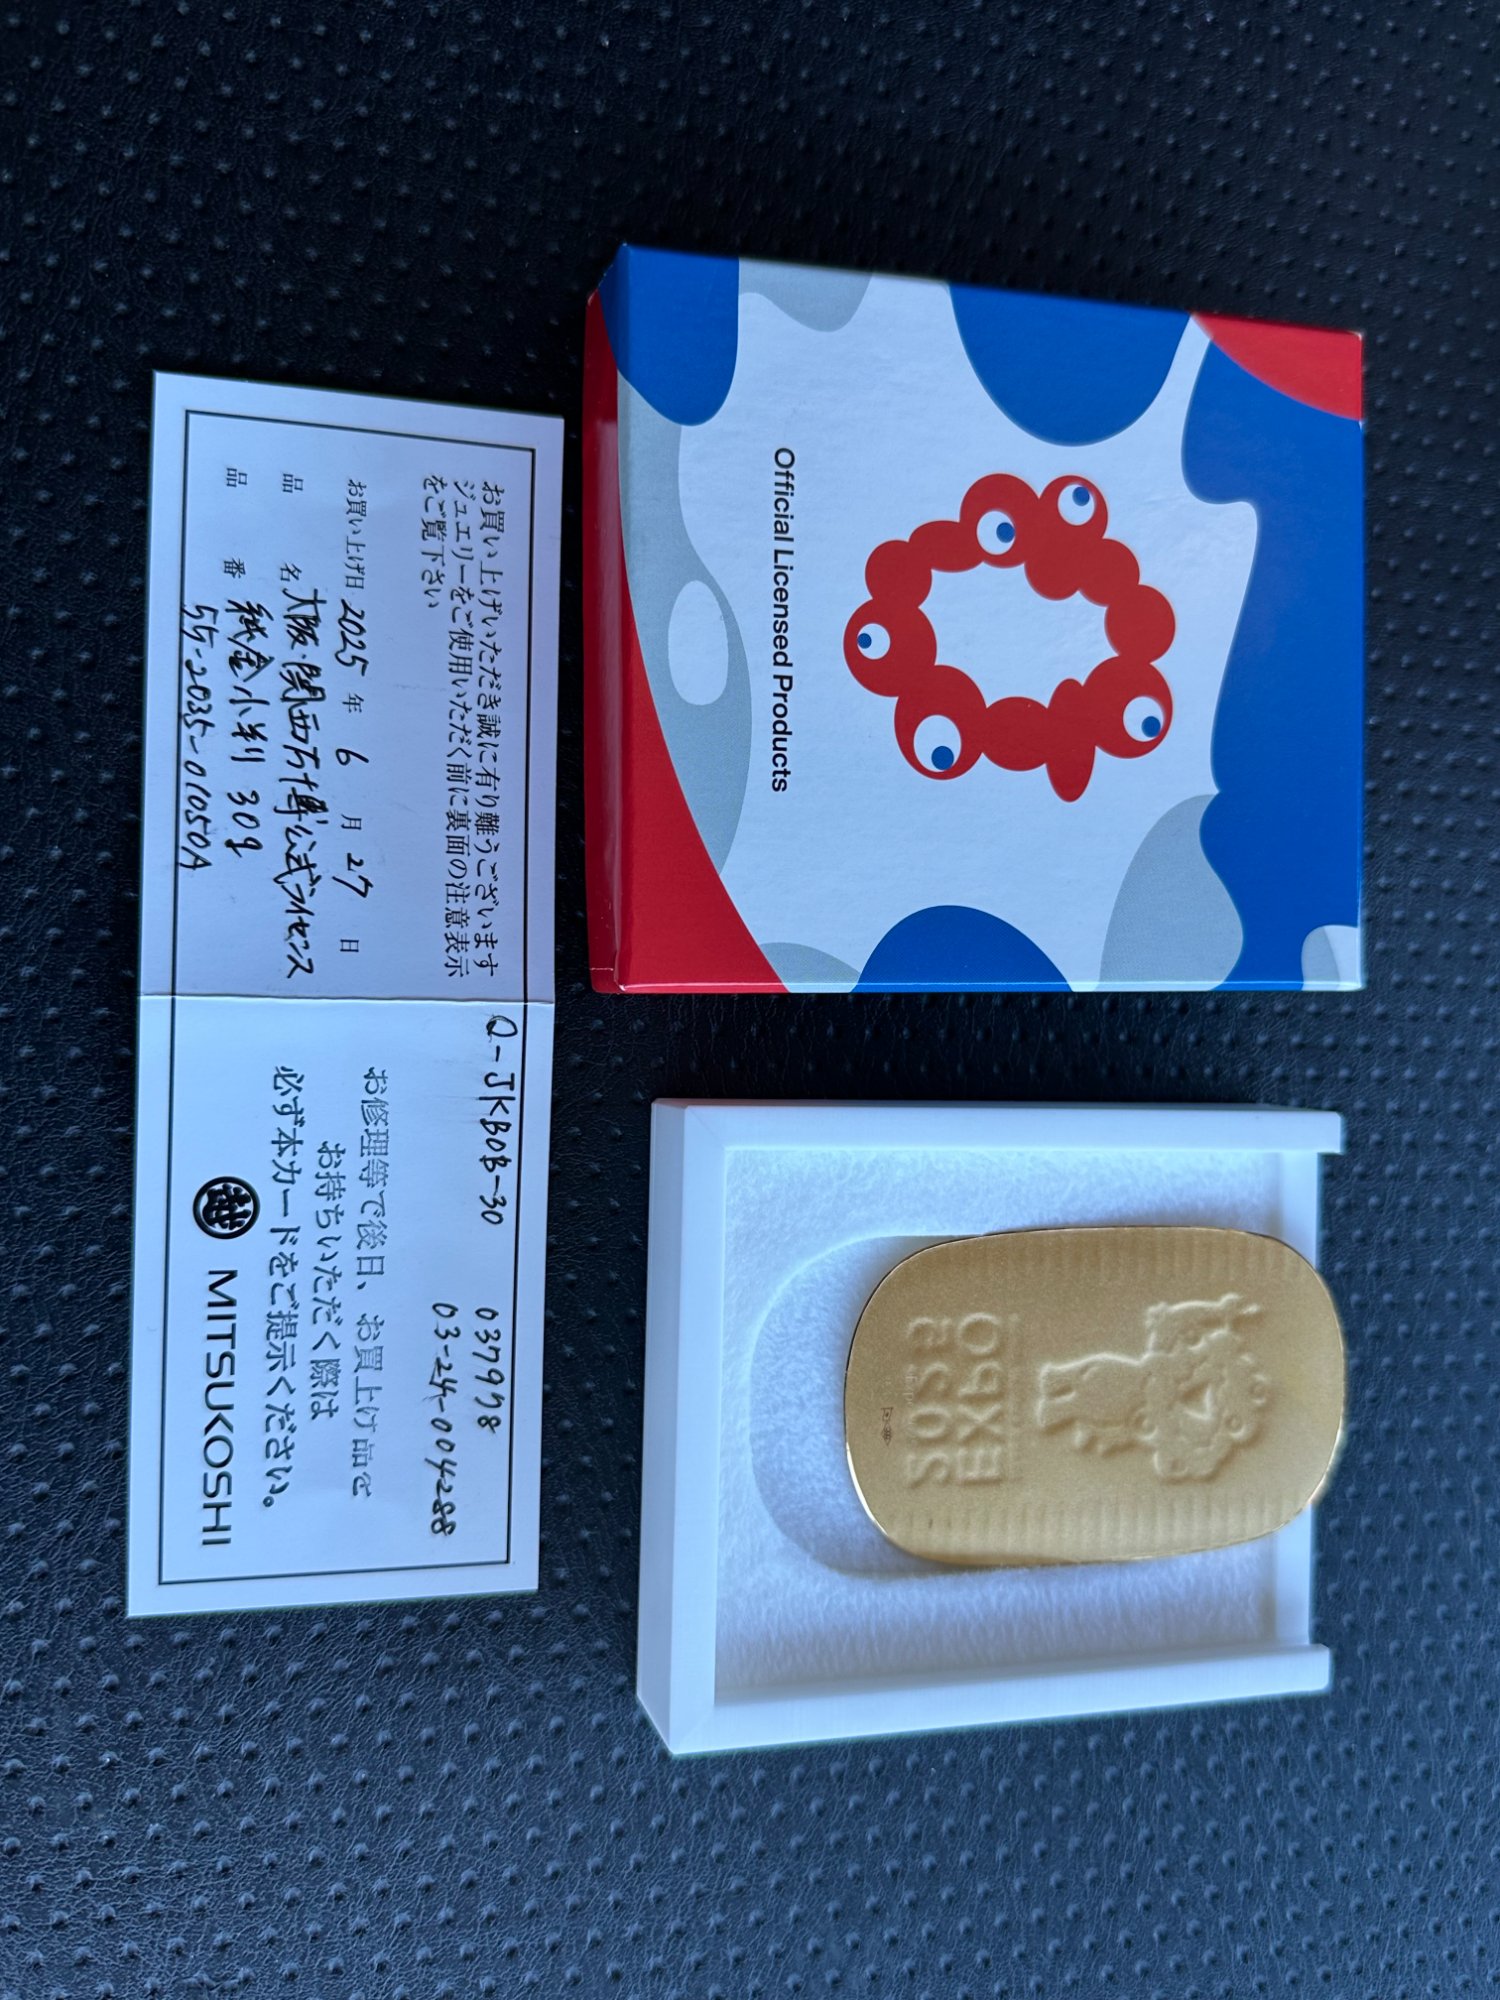 Official Licensed Products
お買い上げいただき誠に有り難うございます
ジュエリーをご使用いただく前に裏面の注意表示
をご覧下さい
お買い上げ日 2025 年 6 月 27 日
品 名 大阪・関西万博公式ライセンス
純金小判 30g
品 番 55-2035-01050A
Q-JKBOB-30 037978
03-24-004288
お修理等で後日、お買上げ品を
お持ちいただく際は
必ず本カードをご提示ください。
越 MITSUKOSHI
EXPO
2025